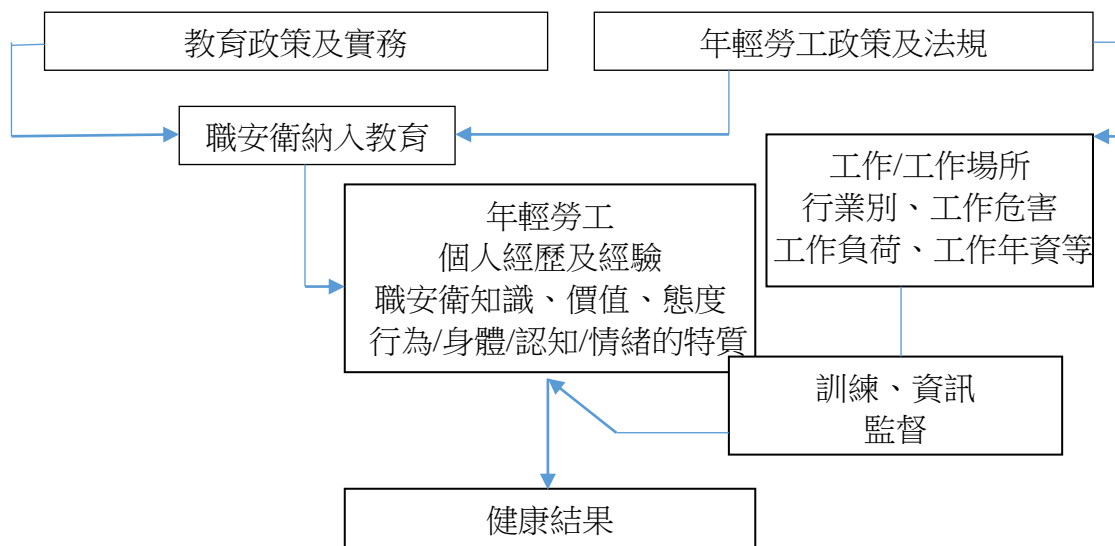 教育政策及實務
年輕勞工政策及法規
職安衛納入教育
工作/工作場所
行業別、工作危害
工作負荷、工作年資等
年輕勞工
個人經歷及經驗
職安衛知識、價值、態度
行為/身體/認知/情緒的特質
訓練、資訊
監督
健康結果